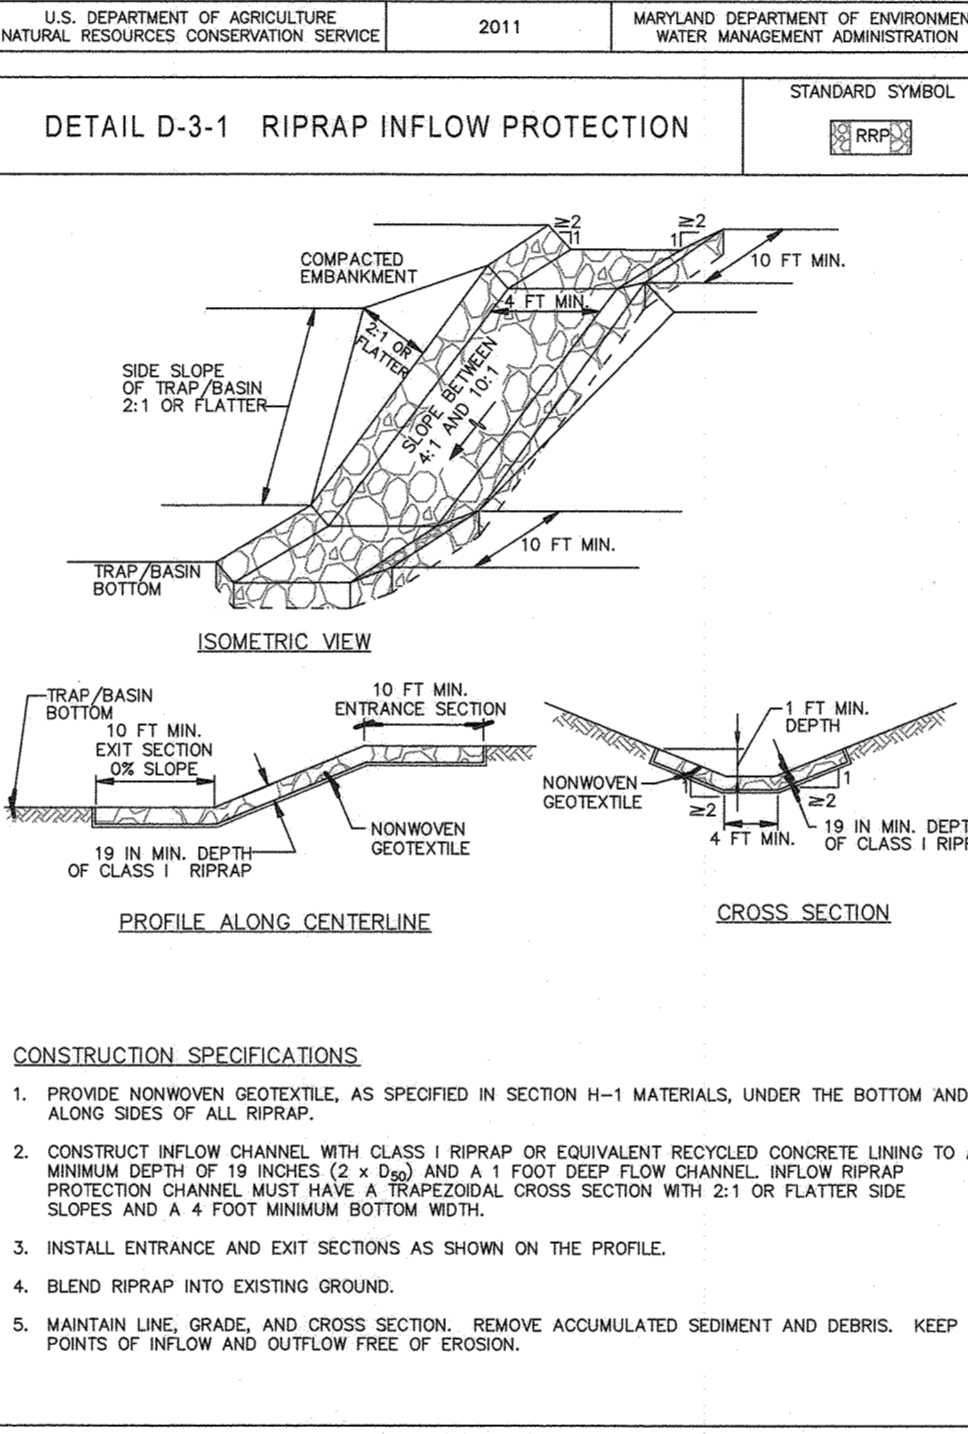 U.S. DEPARTMENT OF AGRICULTURE
NATURAL RESOURCES CONSERVATION SERVICE
2011
MARYLAND DEPARTMENT OF ENVIRONMEN
WATER MANAGEMENT ADMINISTRATION
DETAIL D-3-1 RIPRAP INFLOW PROTECTION
STANDARD SYMBOL
RRP
≥2
1
≥2
1
10 FT MIN.
COMPACTED
EMBANKMENT
4 FT MIN.
2:1 OR
FLATTER
SLOPE BETWEEN
4:1 AND 10:1
SIDE SLOPE
OF TRAP/BASIN
2:1 OR FLATTER
10 FT MIN.
TRAP/BASIN
BOTTOM
ISOMETRIC VIEW
TRAP/BASIN
BOTTOM
10 FT MIN.
EXIT SECTION
0% SLOPE
10 FT MIN.
ENTRANCE SECTION
NONWOVEN
GEOTEXTILE
19 IN MIN. DEPTH
OF CLASS I RIPRAP
PROFILE ALONG CENTERLINE
1 FT MIN.
DEPTH
NONWOVEN
GEOTEXTILE
1
≥2
1
≥2
4 FT MIN.
19 IN MIN. DEPT
OF CLASS I RIPR
CROSS SECTION
CONSTRUCTION SPECIFICATIONS
1. PROVIDE NONWOVEN GEOTEXTILE, AS SPECIFIED IN SECTION H-1 MATERIALS, UNDER THE BOTTOM AND
ALONG SIDES OF ALL RIPRAP.
2. CONSTRUCT INFLOW CHANNEL WITH CLASS I RIPRAP OR EQUIVALENT RECYCLED CONCRETE LINING TO A
MINIMUM DEPTH OF 19 INCHES (2 x D50) AND A 1 FOOT DEEP FLOW CHANNEL. INFLOW RIPRAP
PROTECTION CHANNEL MUST HAVE A TRAPEZOIDAL CROSS SECTION WITH 2:1 OR FLATTER SIDE
SLOPES AND A 4 FOOT MINIMUM BOTTOM WIDTH.
3. INSTALL ENTRANCE AND EXIT SECTIONS AS SHOWN ON THE PROFILE.
4. BLEND RIPRAP INTO EXISTING GROUND.
5. MAINTAIN LINE, GRADE, AND CROSS SECTION. REMOVE ACCUMULATED SEDIMENT AND DEBRIS. KEEP
POINTS OF INFLOW AND OUTFLOW FREE OF EROSION.